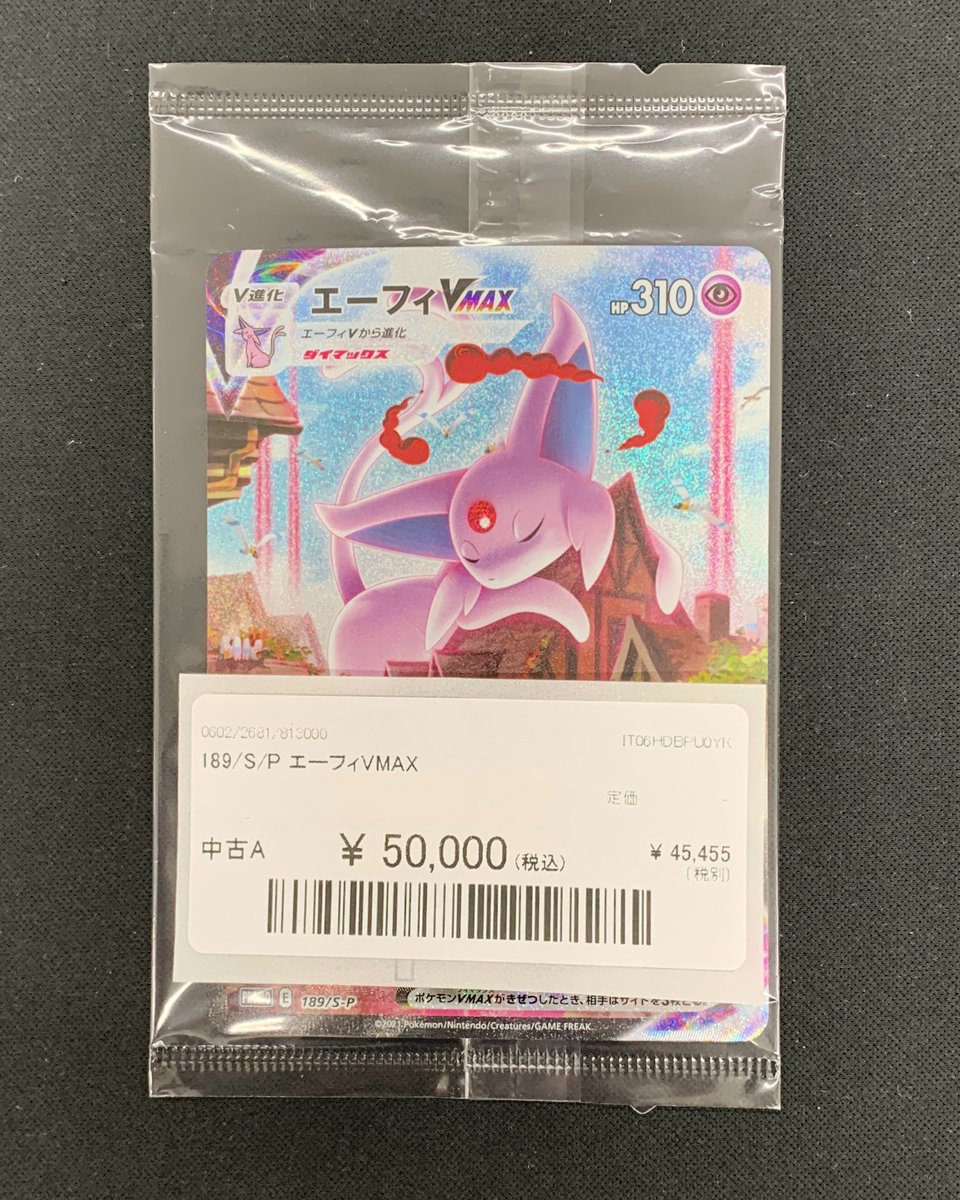 V進化
エーフィVMAX
HP310
エーフィVから進化
ダイマックス
0602/2681/813000
IT06HDBPU0YK
189/S/P エーフィVMAX
定価 -
中古A ¥ 50,000(税込) ¥ 45,455
(税別)
PROMO E 189/S-P
ポケモンVMAXがきぜつしたとき、相手はサイドを3枚とる。
©2021 Pokémon/Nintendo/Creatures/GAME FREAK.